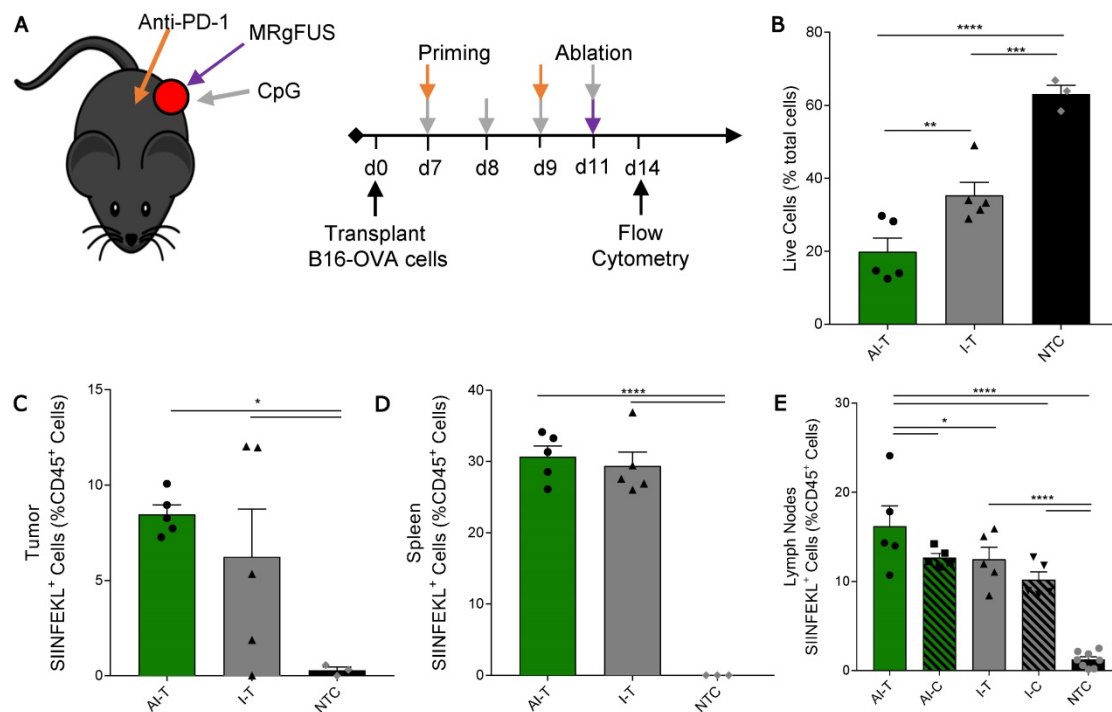 A
Anti-PD-1
MRgFUS
CpG
Priming
Ablation
d0
d7
d8
d9
d11
d14
Transplant
B16-OVA cells
Flow
Cytometry
B
Live Cells (% total cells)
80
60
40
20
0
****
***
**
AI-T
I-T
NTC
C
Tumor
SIINFEKL⁺ Cells (%CD45⁺ Cells)
15
10
5
0
*
AI-T
I-T
NTC
D
Spleen
SIINFEKL⁺ Cells (%CD45⁺ Cells)
40
30
20
10
0
****
AI-T
I-T
NTC
E
Lymph Nodes
SIINFEKL⁺ Cells (%CD45⁺ Cells)
30
20
10
0
****
*
****
AI-T
AI-C
I-T
I-C
NTC